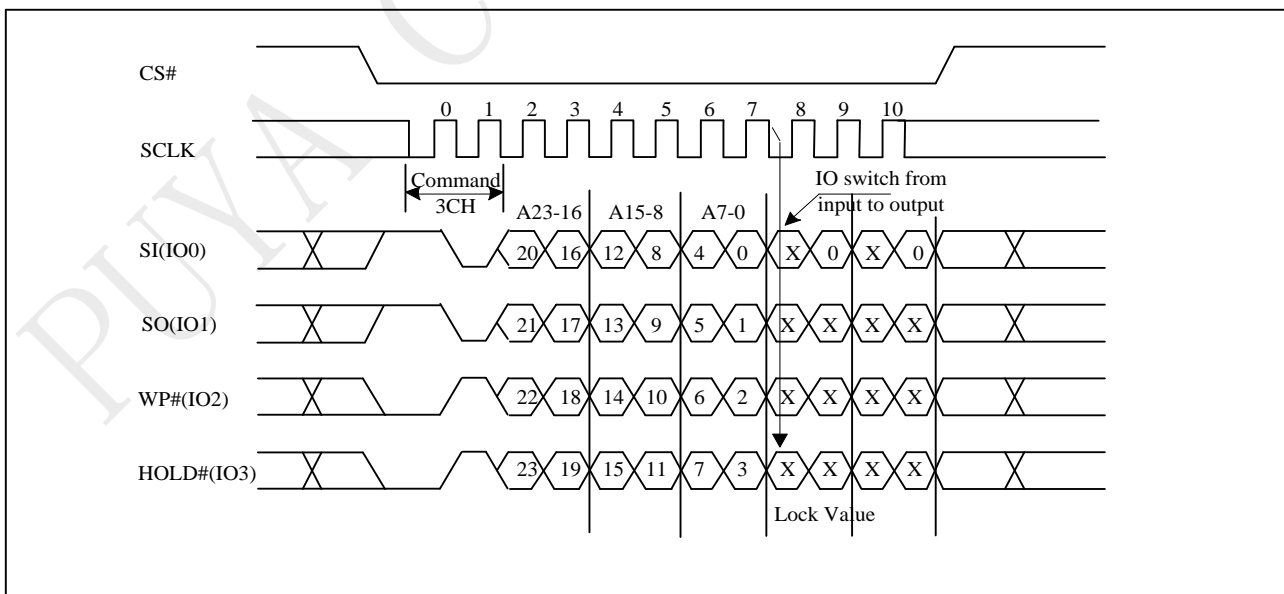 PUYA C
CS#
0 1 2 3 4 5 6 7 8 9 10
SCLK
Command
3CH
IO switch from
input to output
A23-16 A15-8 A7-0
SI(IO0) 20 16 12 8 4 0 X 0 X 0
SO(IO1) 21 17 13 9 5 1 X X X X
WP#(IO2) 22 18 14 10 6 2 X X X X
HOLD#(IO3) 23 19 15 11 7 3 X X X X
Lock Value